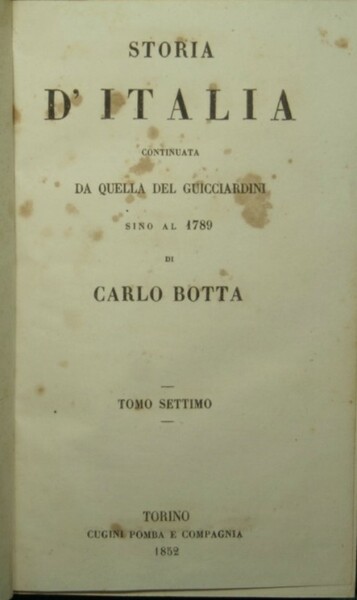 STORIA
D'ITALIA
CONTINUATA
DA QUELLA DEL GUICCIARDINI
SINO AL 1789
DI
CARLO BOTTA
TOMO SETTIMO
TORINO
CUGINI POMBA E COMPAGNIA
1852